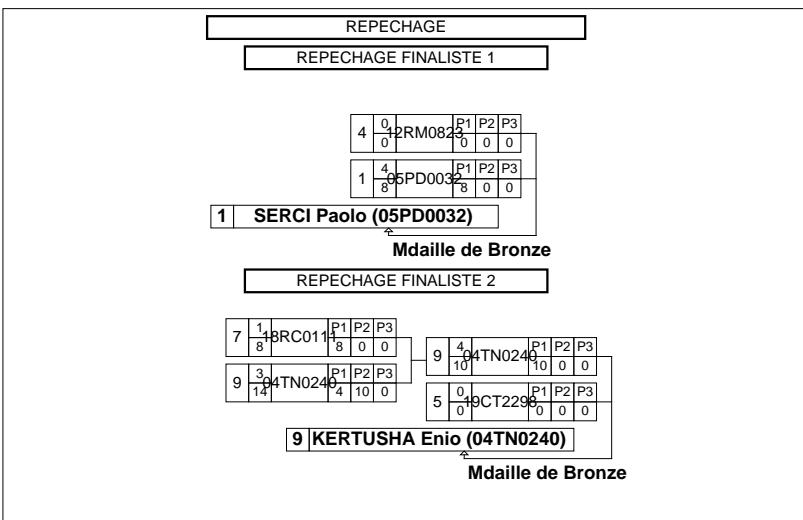 REPECHAGE
REPECHAGE FINALISTE 1
4 0 0 12RM0823 P1 P2 P3 0 0 0
1 4 8 05PD0032 P1 P2 P3 8 0 0
1 SERCI Paolo (05PD0032)
Mdaille de Bronze
REPECHAGE FINALISTE 2
7 1 8 18RC0111 P1 P2 P3 8 0 0
9 4 10 04TN0240 P1 P2 P3 10 0 0
9 3 14 04TN0240 P1 P2 P3 4 10 0
5 0 0 19CT2298 P1 P2 P3 0 0 0
9 KERTUSHA Enio (04TN0240)
Mdaille de Bronze